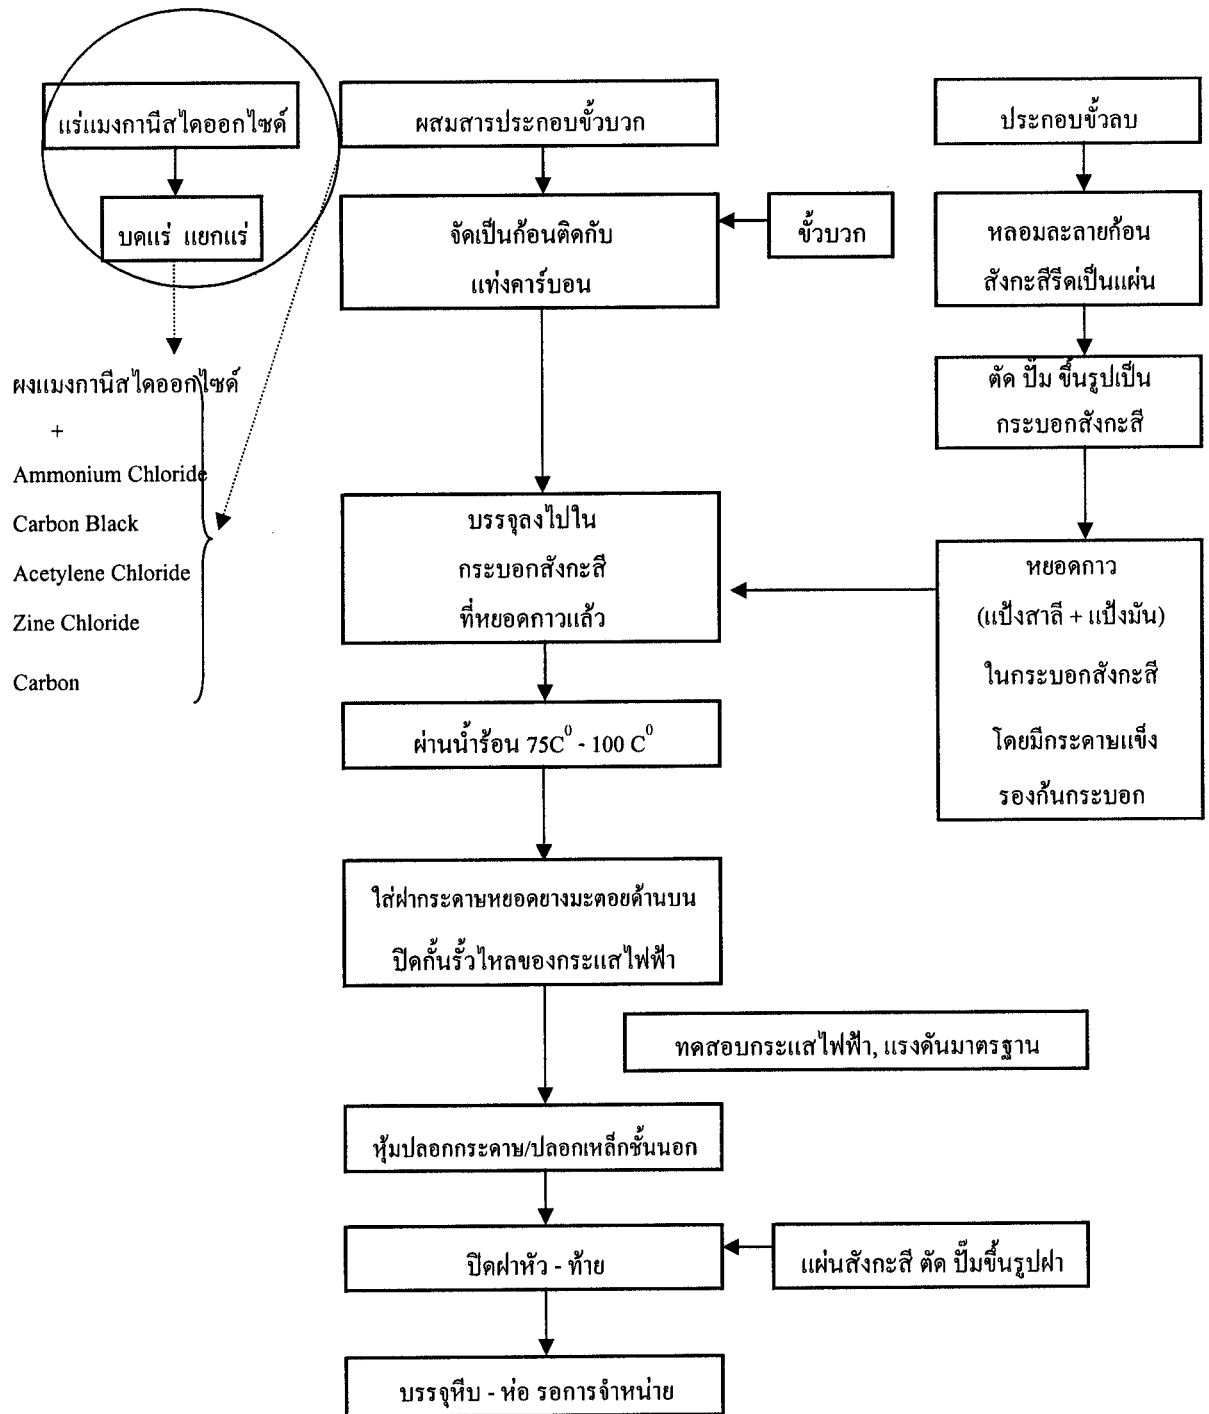 แร่แมงกานีสไดออกไซด์
บดแร่ แยกแร่
ผงแมงกานีสไดออกไซด์
+
Ammonium Chloride
Carbon Black
Acetylene Chloride
Zine Chloride
Carbon
ผสมสารประกอบขั้วบวก
จัดเป็นก้อนติดกับ
แท่งคาร์บอน
ขั้วบวก
บรรจุลงไปใน
กระบอกสังกะสี
ที่หยอดกาวแล้ว
ผ่านน้ำร้อน 75C⁰ - 100 C⁰
ใส่ฝากระดาษหยอดยางมะตอยด้านบน
ปิดกั้นรั้วไหลของกระแสไฟฟ้า
ทดสอบกระแสไฟฟ้า, แรงดันมาตรฐาน
หุ้มปลอกกระดาษ/ปลอกเหล็กชั้นนอก
ปิดฝาหัว - ท้าย
แผ่นสังกะสี ตัด ปั๊มขึ้นรูปฝา
บรรจุหีบ - ห่อ รอการจำหน่าย
ประกอบขั้วลบ
หลอมละลายก้อน
สังกะสีรีดเป็นแผ่น
ตัด ปั๊ม ขึ้นรูปเป็น
กระบอกสังกะสี
หยอดกาว
(แป้งสาลี + แป้งมัน)
ในกระบอกสังกะสี
โดยมีกระดาษแข็ง
รองก้นกระบอก